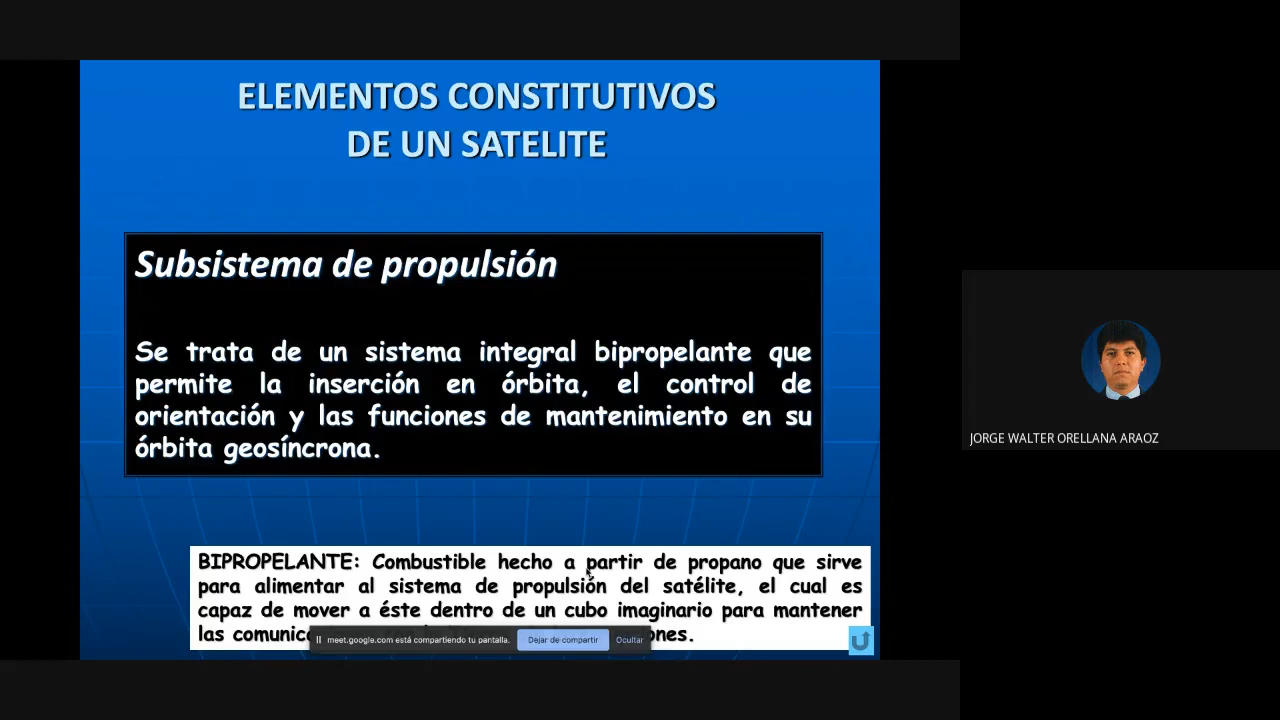 ELEMENTOS CONSTITUTIVOS
DE UN SATELITE
Subsistema de propulsión
Se trata de un sistema integral bipropelante que
permite la inserción en órbita, el control de
orientación y las funciones de mantenimiento en su
órbita geosíncrona.
BIPROPELANTE: Combustible hecho a partir de propano que sirve
para alimentar al sistema de propulsión del satélite, el cual es
capaz de mover a éste dentro de un cubo imaginario para mantener
las
meet.google.com está compartiendo tu pantalla. Dejar de compartir Ocultar
JORGE WALTER ORELLANA ARAOZ